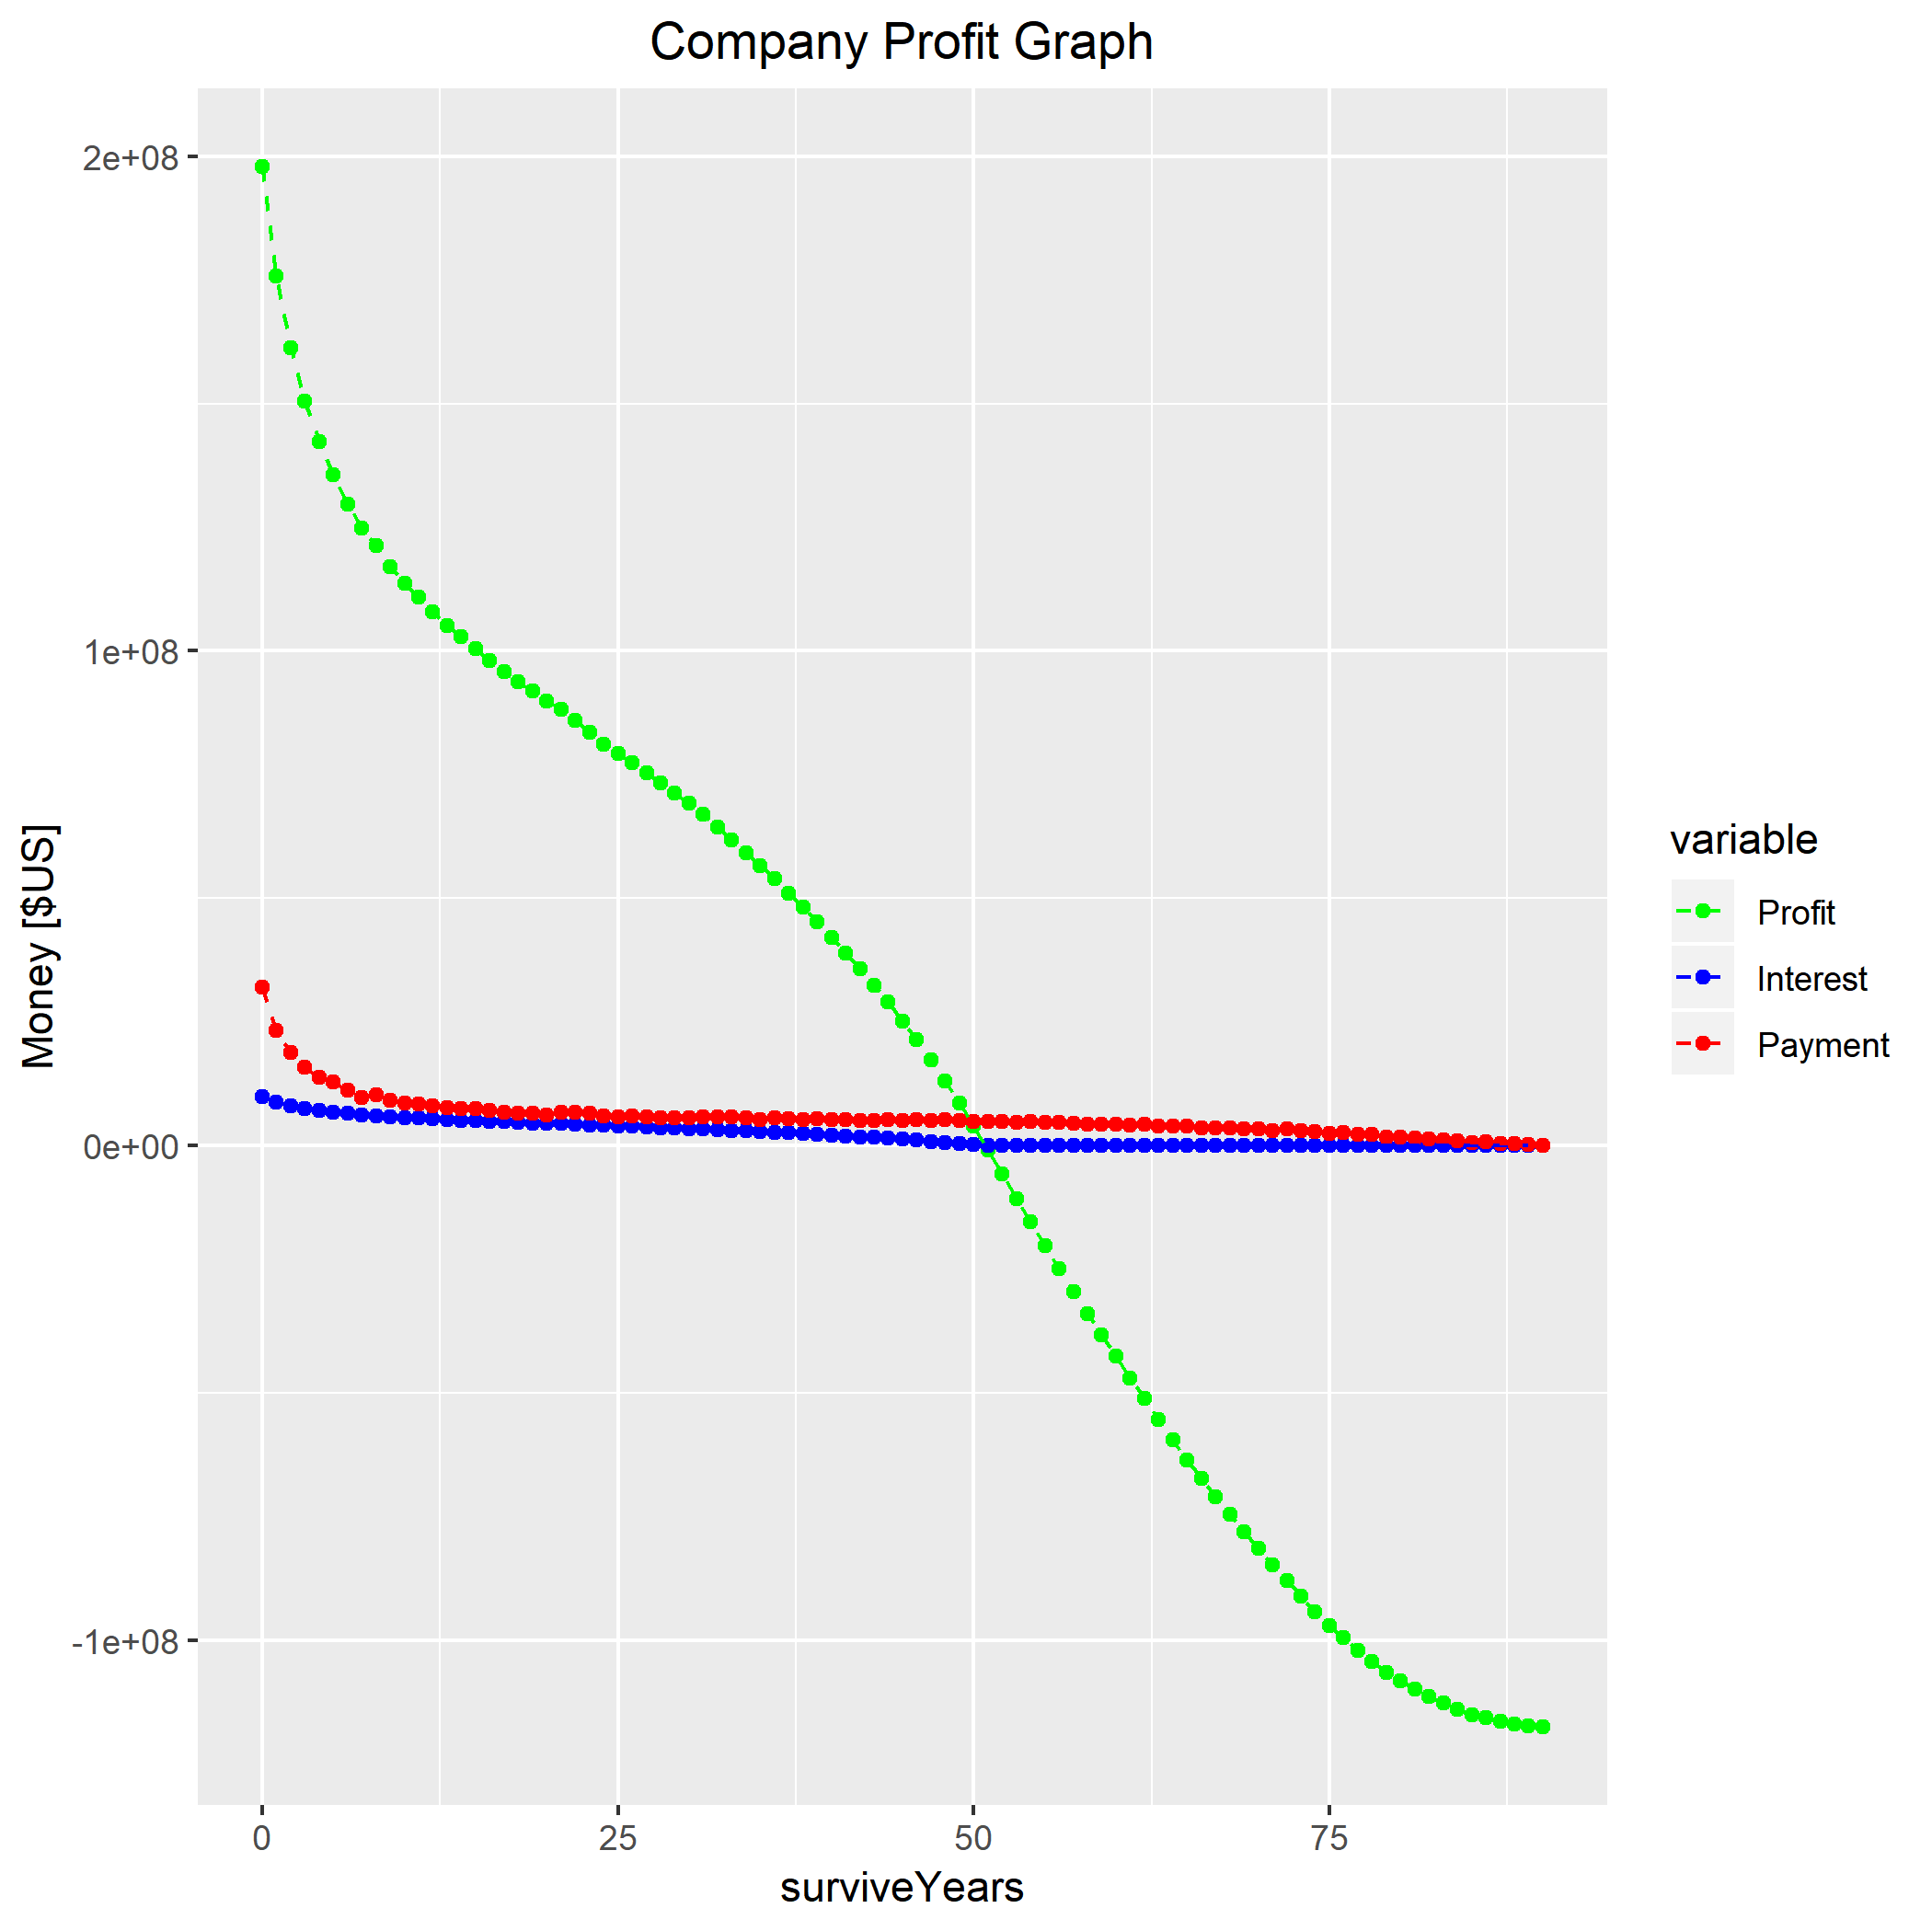 Company Profit Graph
2e+08
1e+08
0e+00
-1e+08
Money [$US]
0 25 50 75
surviveYears
variable
Profit
Interest
Payment